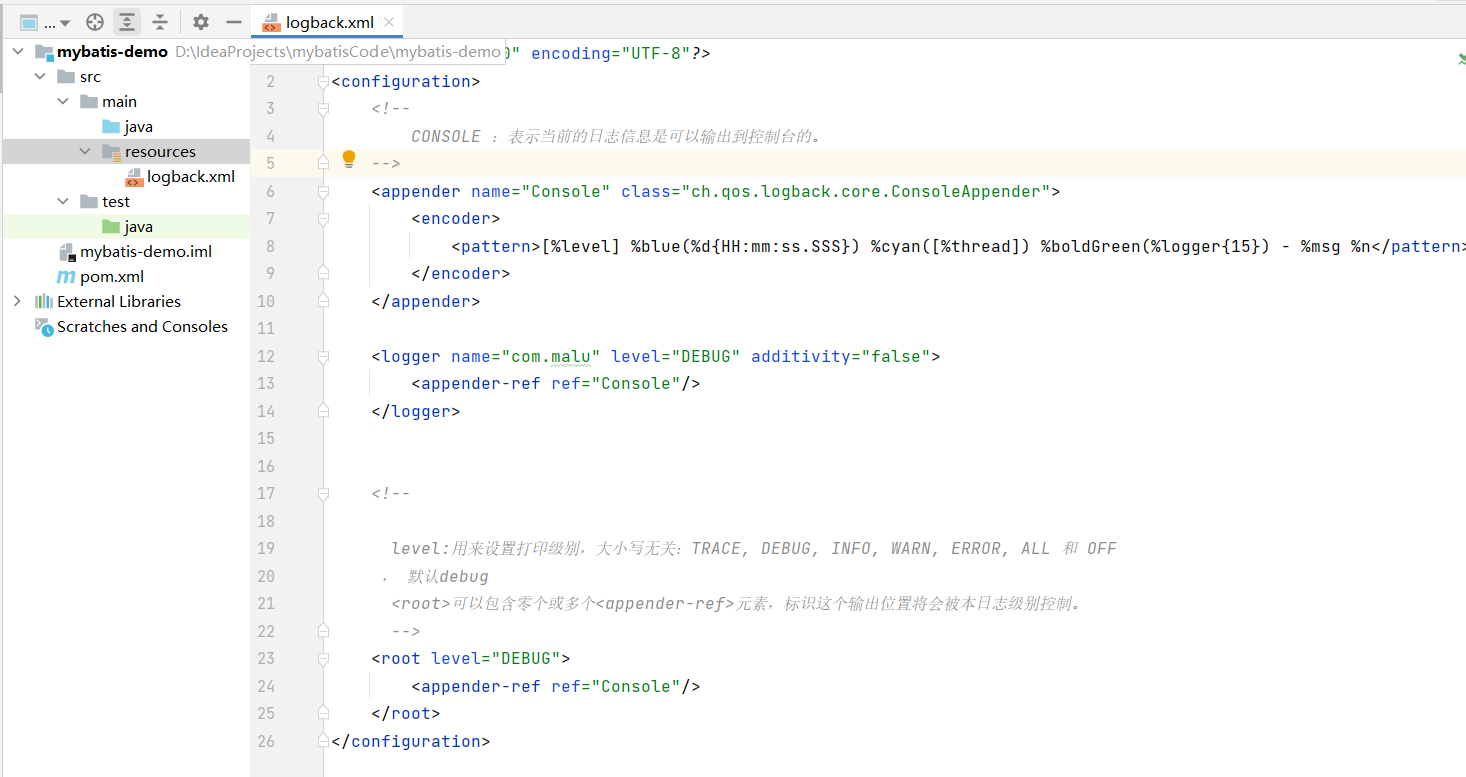 ...
logback.xml
mybatis-demo D:\IdeaProjects\mybatisCode\mybatis-demo
src
main
java
resources
logback.xml
test
java
mybatis-demo.iml
pom.xml
External Libraries
Scratches and Consoles
0" encoding="UTF-8"?>
2 <configuration>
3 <!--
4 CONSOLE ：表示当前的日志信息是可以输出到控制台的。
5 -->
6 <appender name="Console" class="ch.qos.logback.core.ConsoleAppender">
7 <encoder>
8 <pattern>[%level] %blue(%d{HH:mm:ss.SSS}) %cyan([%thread]) %boldGreen(%logger{15}) - %msg %n</pattern>
9 </encoder>
10 </appender>
11
12 <logger name="com.malu" level="DEBUG" additivity="false">
13 <appender-ref ref="Console"/>
14 </logger>
15
16
17 <!--
18
19 level:用来设置打印级别，大小写无关：TRACE, DEBUG, INFO, WARN, ERROR, ALL 和 OFF
20 ， 默认debug
21 <root>可以包含零个或多个<appender-ref>元素，标识这个输出位置将会被本日志级别控制。
22 -->
23 <root level="DEBUG">
24 <appender-ref ref="Console"/>
25 </root>
26 </configuration>